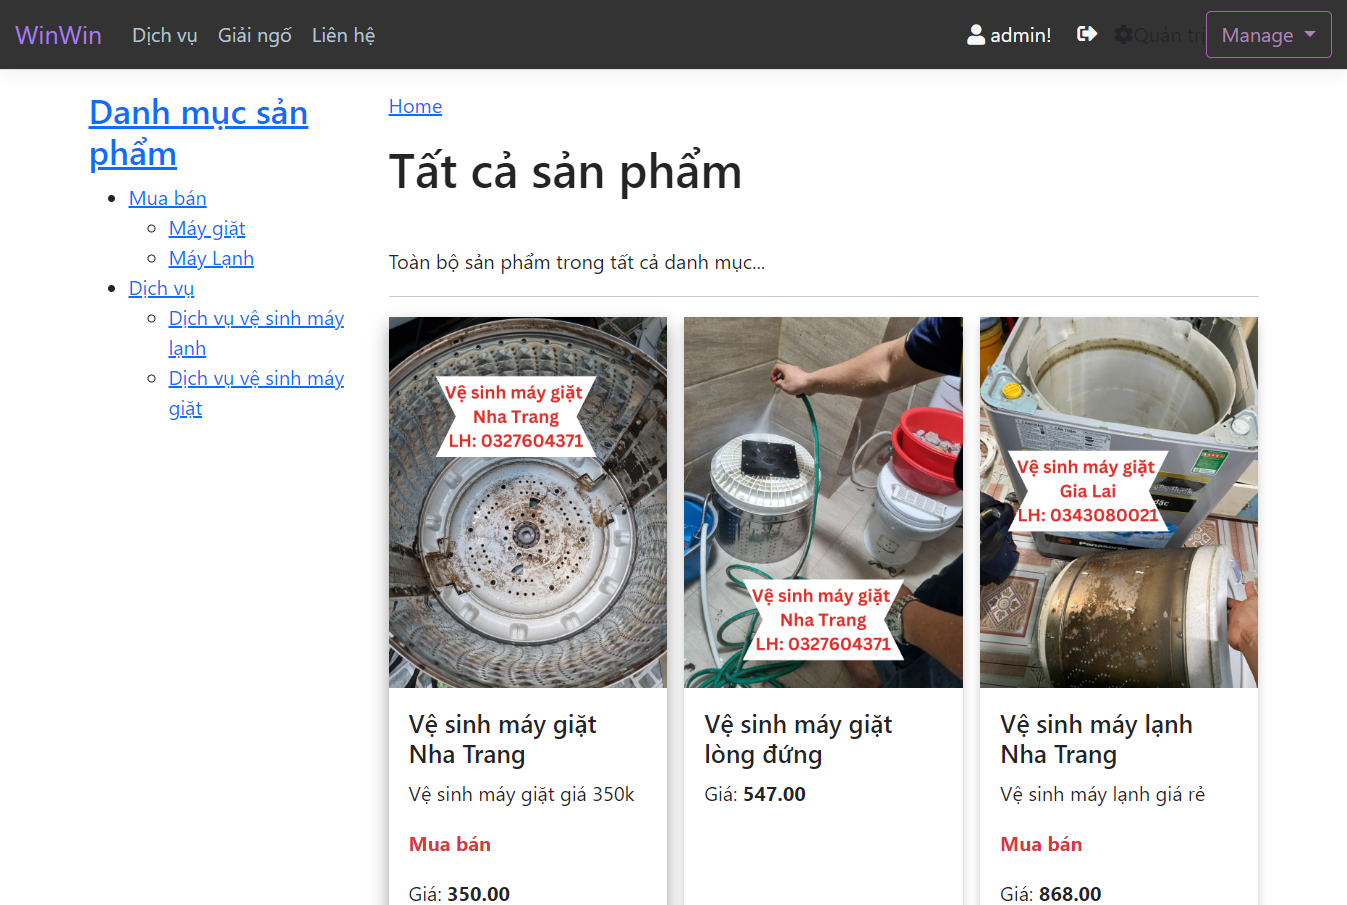 WinWin Dịch vụ Giải ngố Liên hệ admin! Quản trị Manage
Danh mục sản
phẩm
Mua bán
Máy giặt
Máy Lạnh
Dịch vụ
Dịch vụ vệ sinh máy
lạnh
Dịch vụ vệ sinh máy
giặt
Home
Tất cả sản phẩm
Toàn bộ sản phẩm trong tất cả danh mục...
Vệ sinh máy giặt
Nha Trang
LH: 0327604371
Vệ sinh máy giặt
Nha Trang
Vệ sinh máy giặt giá 350k
Mua bán
Giá: 350.00
Vệ sinh máy giặt
Nha Trang
LH: 0327604371
Vệ sinh máy giặt
lòng đứng
Giá: 547.00
Vệ sinh máy giặt
Gia Lai
LH: 0343080021
Panasonic
Vệ sinh máy lạnh
Nha Trang
Vệ sinh máy lạnh giá rẻ
Mua bán
Giá: 868.00